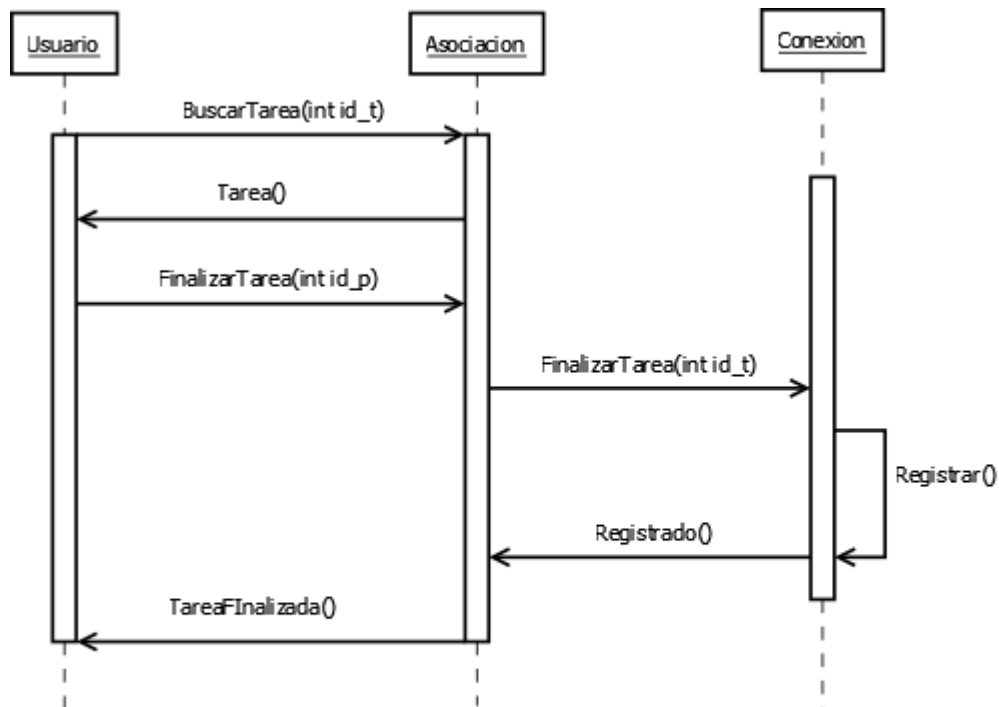 Usuario
Asociacion
Conexion
BuscarTarea(int id_t)
Tarea()
FinalizarTarea(int id_p)
FinalizarTarea(int id_t)
Registrar()
Registrado()
TareaFInalizada()